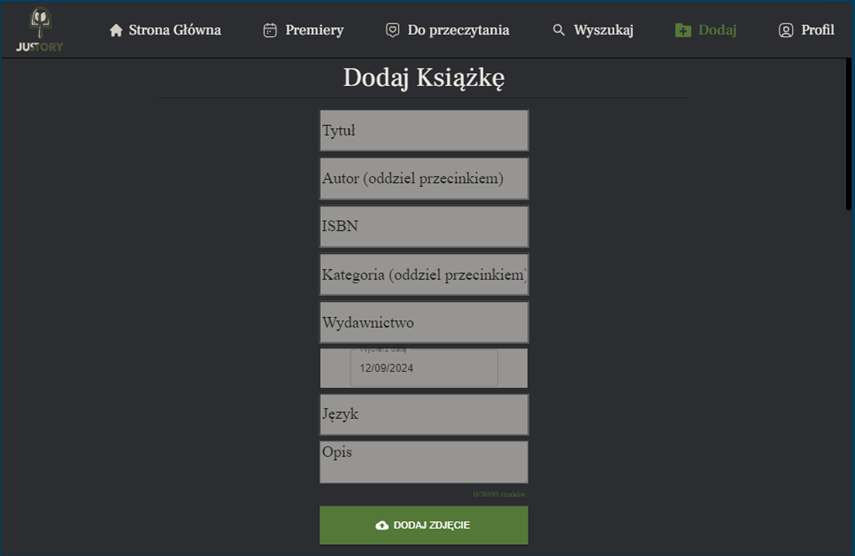 JUSTORY
Strona Główna
Premiery
Do przeczytania
Wyszukaj
Dodaj
Profil
Dodaj Książkę
Tytuł
Autor (oddziel przecinkiem)
ISBN
Kategoria (oddziel przecinkiem)
Wydawnictwo
Wybierz datę
12/09/2024
Język
Opis
0/3000 znaków
DODAJ ZDJĘCIE